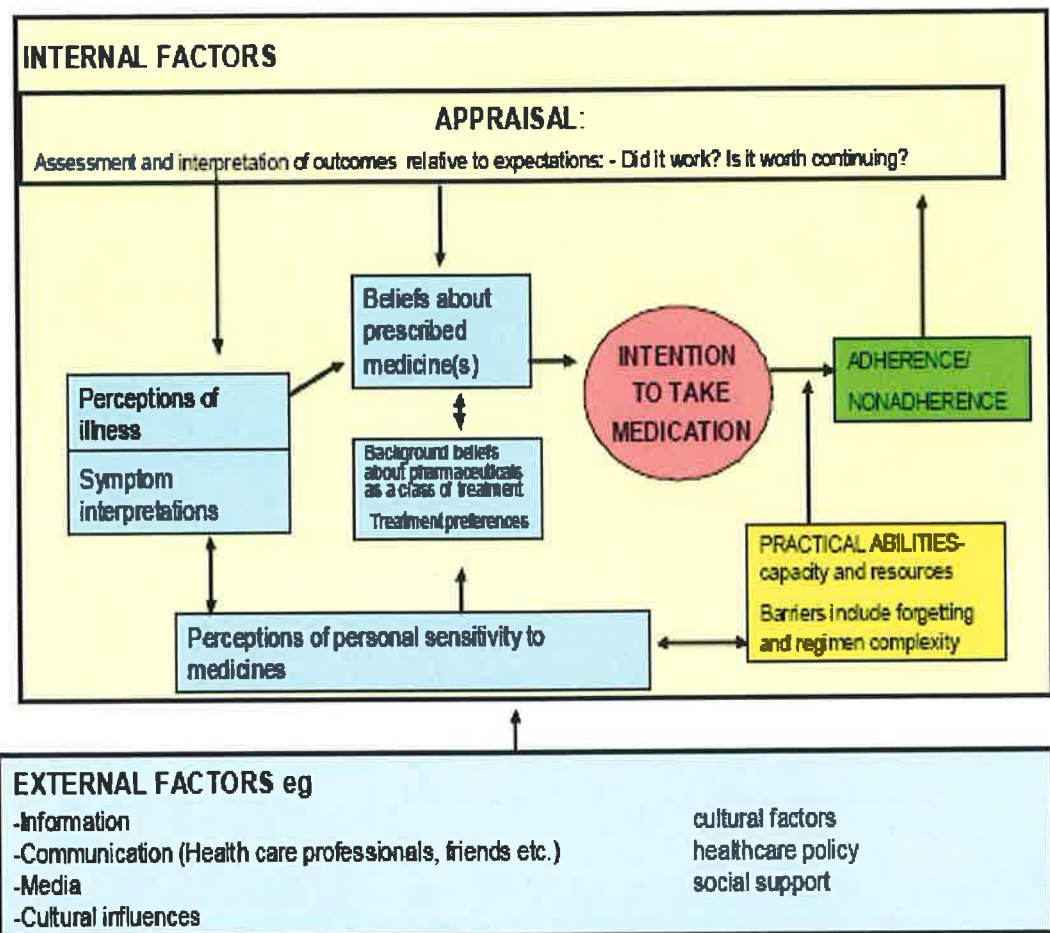 INTERNAL FACTORS
APPRAISAL:
Assessment and interpretation of outcomes relative to expectations: - Did it work? Is it worth continuing?
Beliefs about
prescribed
medicine(s)
INTENTION
TO TAKE
MEDICATION
ADHERENCE/
NONADHERENCE
Perceptions of
illness
Symptom
interpretations
Background beliefs
about pharmaceuticals
as a class of treatment
Treatment preferences
PRACTICAL ABILITIES-
capacity and resources
Barriers include forgetting
and regimen complexity
Perceptions of personal sensitivity to
medicines
EXTERNAL FACTORS eg
-Information
-Communication (Health care professionals, friends etc.)
-Media
-Cultural influences
cultural factors
healthcare policy
social support